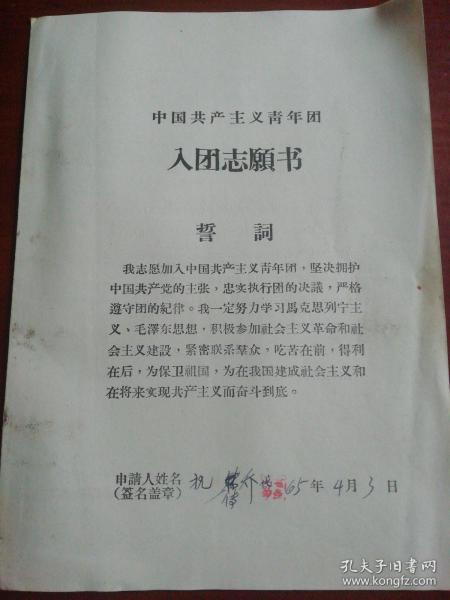 中国共产主义青年团
入团志願书
誓詞
我志愿加入中国共产主义青年团，坚决拥护
中国共产党的主张，忠实执行团的决議，严格
遵守团的紀律。我一定努力学习馬克思列宁主
义、毛澤东思想，积极参加社会主义革命和社
会主义建設，紧密联系羣众，吃苦在前，得利
在后，为保卫祖国，为在我国建成社会主义和
在将来实现共产主义而奋斗到底。
申請人姓名
(签名盖章)
65年4月3日
孔夫子旧书网
www.kongfz.com